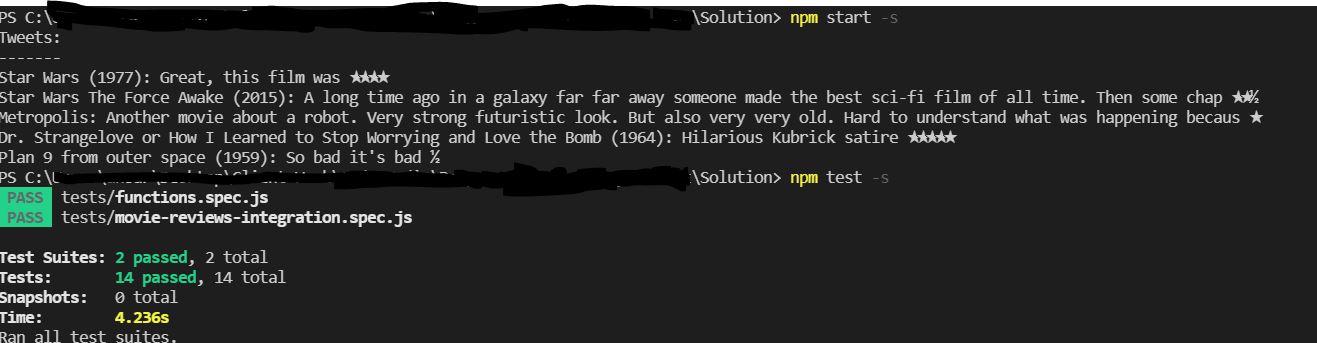 PS C:\ \Solution> npm start -s
Tweets:
-------
Star Wars (1977): Great, this film was ★★★★
Star Wars The Force Awake (2015): A long time ago in a galaxy far far away someone made the best sci-fi film of all time. Then some chap ★★½
Metropolis: Another movie about a robot. Very strong futuristic look. But also very very old. Hard to understand what was happening becaus ★
Dr. Strangelove or How I Learned to Stop Worrying and Love the Bomb (1964): Hilarious Kubrick satire ★★★★★
Plan 9 from outer space (1959): So bad it's bad ½
PS C:\ \Solution> npm test -s
PASS tests/functions.spec.js
PASS tests/movie-reviews-integration.spec.js
Test Suites: 2 passed, 2 total
Tests: 14 passed, 14 total
Snapshots: 0 total
Time: 4.236s
Ran all test suites.